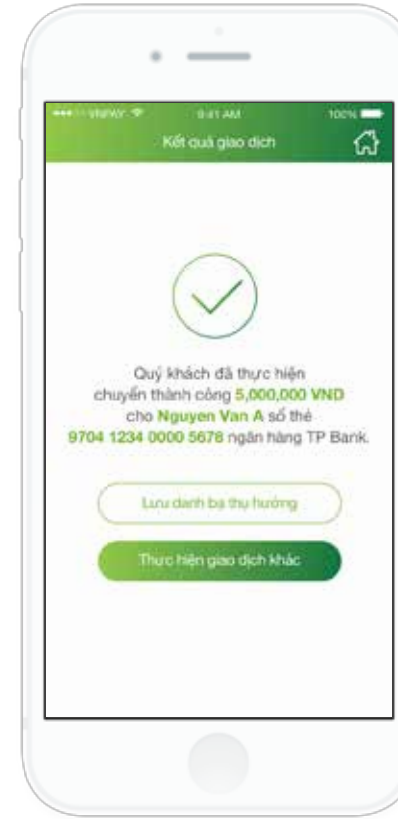 9:41 AM 100%
Kết quả giao dịch
Quý khách đã thực hiện
chuyển thành công 5,000,000 VND
cho Nguyen Van A số thẻ
9704 1234 0000 5678 ngân hàng TP Bank.
Lưu danh bạ thụ hưởng
Thực hiện giao dịch khác